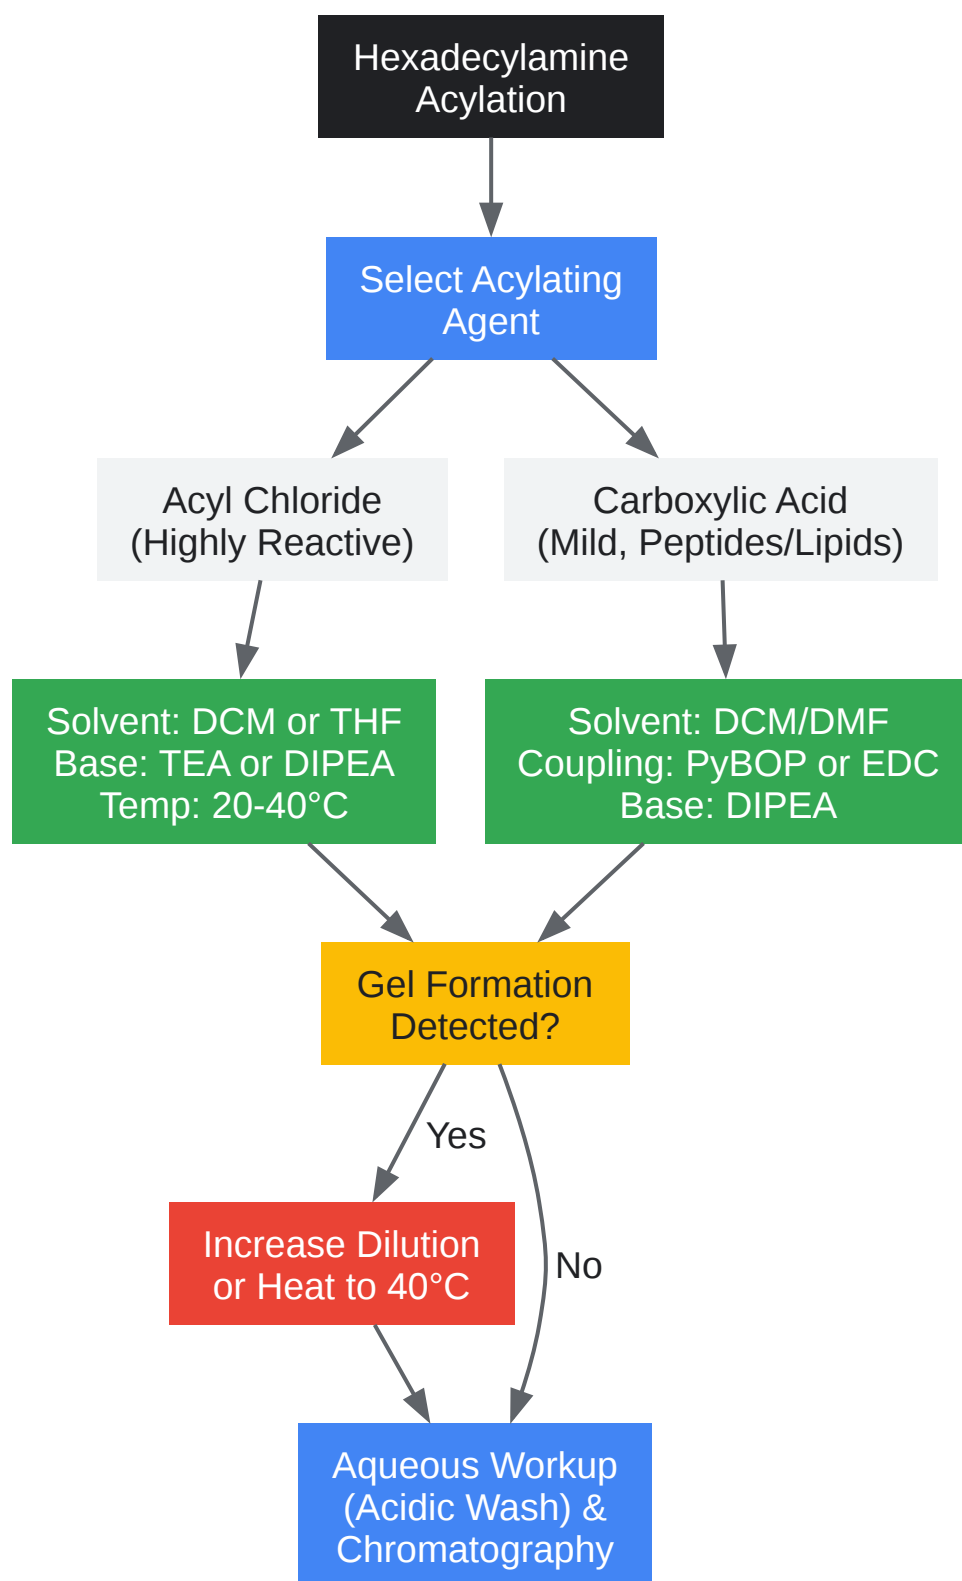 Hexadecylamine
Acylation
Select Acylating
Agent
Acyl Chloride
(Highly Reactive)
Carboxylic Acid
(Mild, Peptides/Lipids)
Solvent: DCM or THF
Base: TEA or DIPEA
Temp: 20-40°C
Solvent: DCM/DMF
Coupling: PyBOP or EDC
Base: DIPEA
Gel Formation
Detected?
Yes
Increase Dilution
or Heat to 40°C
No
Aqueous Workup
(Acidic Wash) &
Chromatography